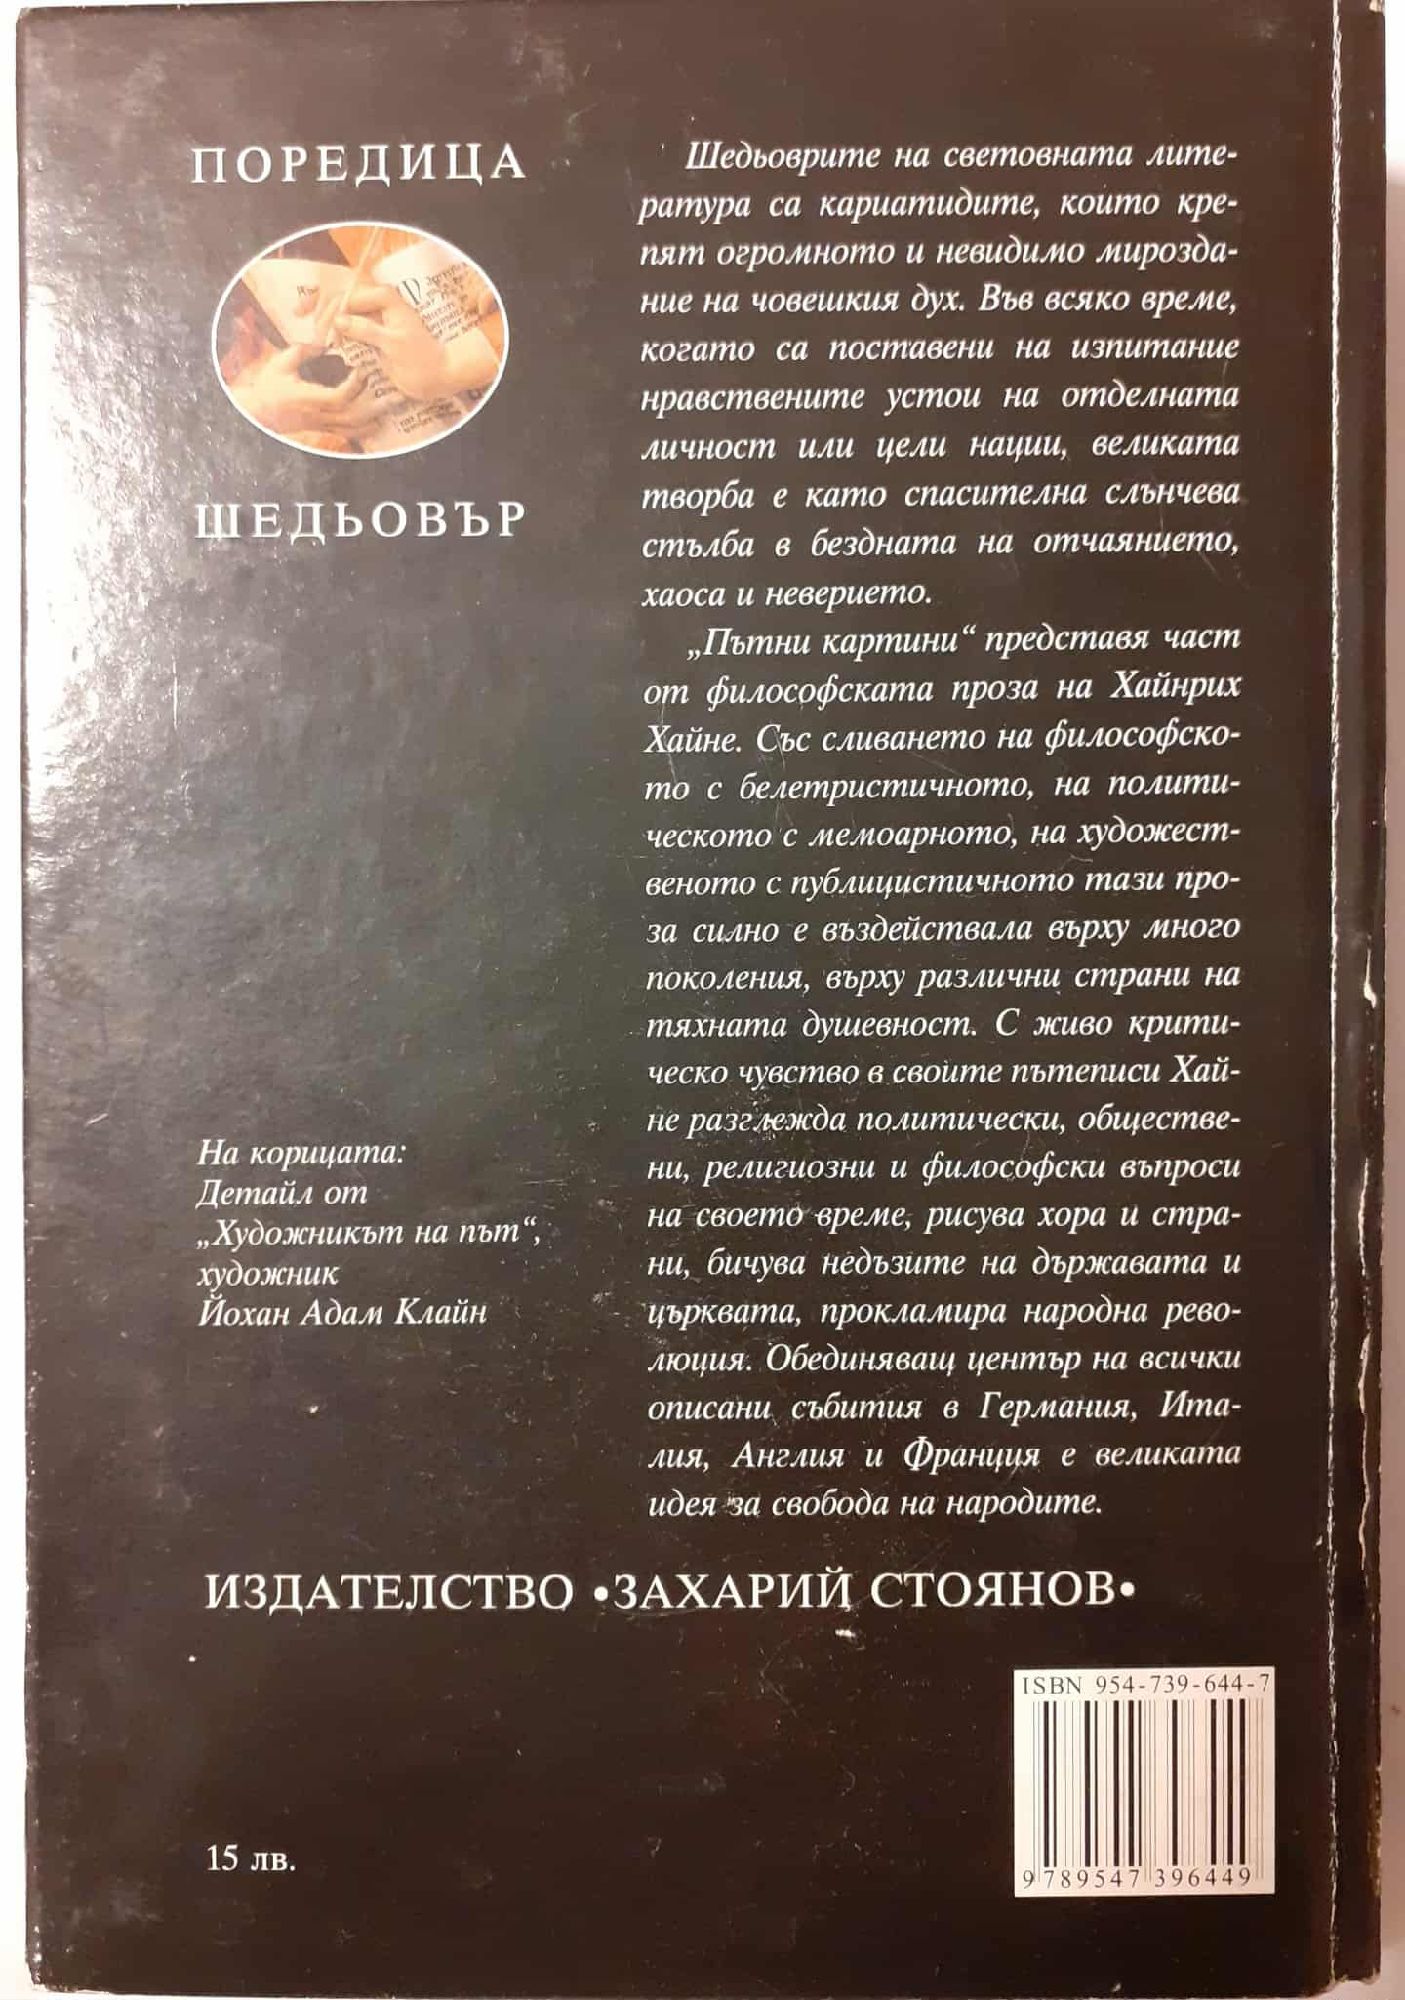 ПОРЕДИЦА
ШЕДЬОВЪР
Шедьоврите на световната лите-
ратура са кариатидите, които кре-
пят огромното и невидимо мирозда-
ние на човешкия дух. Във всяко време,
когато са поставени на изпитание
нравствените устои на отделната
личност или цели нации, великата
творба е като спасителна слънчева
стълба в бездната на отчаянието,
хаоса и неверието.
„Пътни картини“ представя част
от философската проза на Хайнрих
Хайне. Със сливането на философско-
то с белетристичното, на полити-
ческото с мемоарното, на художест-
веното с публицистичното тази про-
за силно е въздействала върху много
поколения, върху различни страни на
тяхната душевност. С живо крити-
ческо чувство в своите пътеписи Хай-
не разглежда политически, обществе-
ни, религиозни и философски въпроси
на своето време, рисува хора и стра-
ни, бичува недъзите на държавата и
църквата, прокламира народна рево-
люция. Обединяващ център на всички
описани събития в Германия, Ита-
лия, Англия и Франция е великата
идея за свобода на народите.
На корицата:
Детайл от
„Художникът на път“,
художник
Йохан Адам Клайн
ИЗДАТЕЛСТВО •ЗАХАРИЙ СТОЯНОВ•
ISBN 954-739-644-7
9 789547 396449
15 лв.